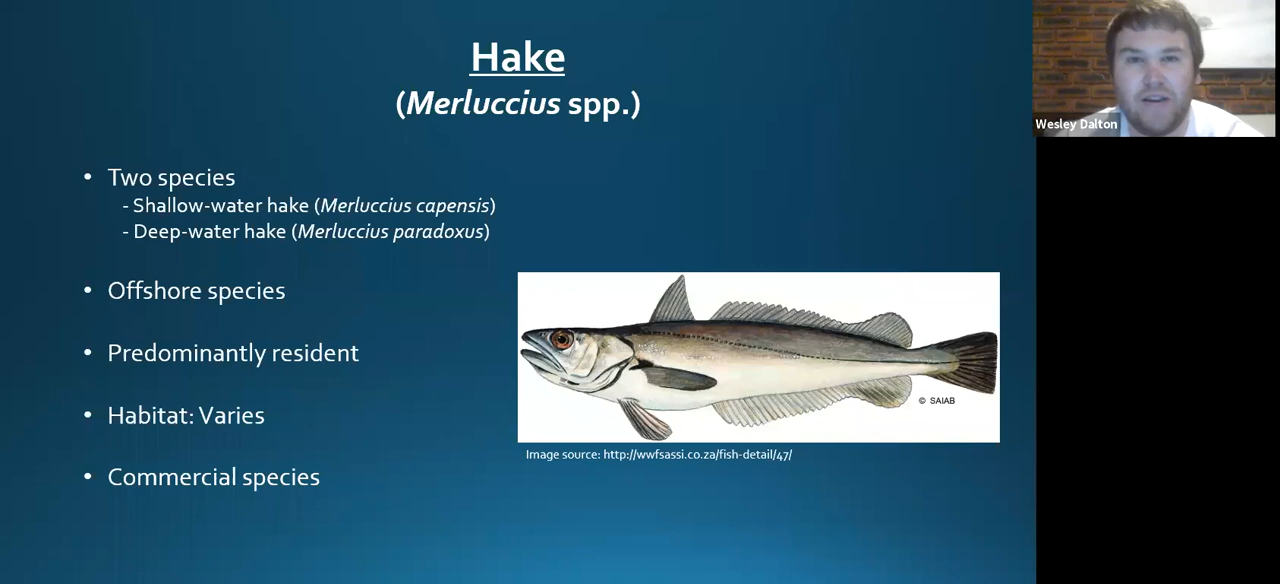 Hake
(Merluccius spp.)
Wesley Dalton
• Two species
- Shallow-water hake (Merluccius capensis)
- Deep-water hake (Merluccius paradoxus)
• Offshore species
• Predominantly resident
• Habitat: Varies
• Commercial species
© SAIAB
Image source: http://wwfsassi.co.za/fish-detail/47/